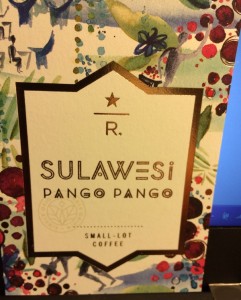 R.
SULAWESi
PANGO PANGO
SMALL-LOT
COFFEE